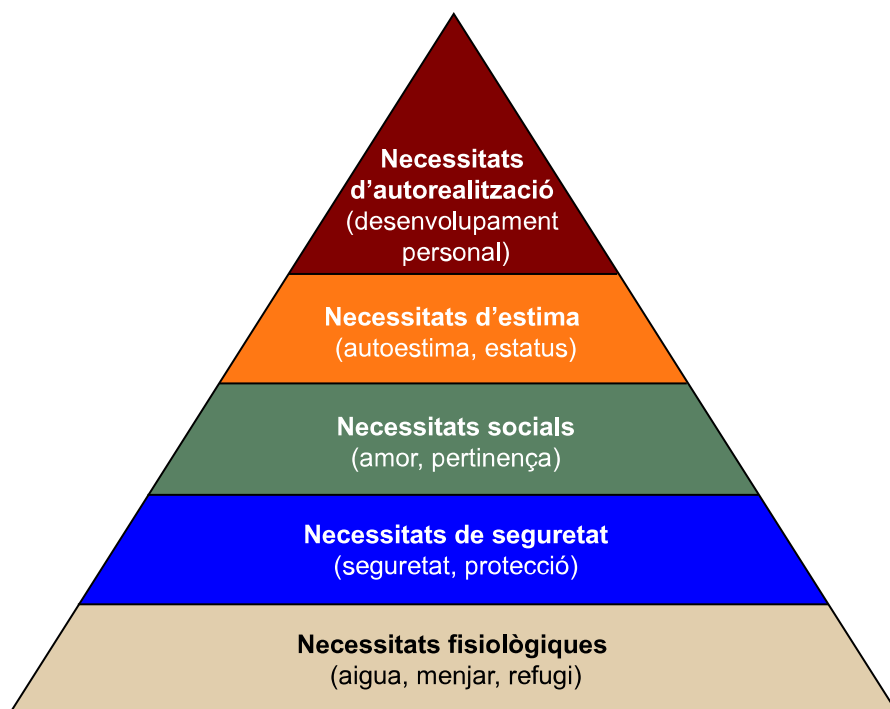 Necessitats
d’autorealització
(desenvolupament
personal)
Necessitats d’estima
(autoestima, estatus)
Necessitats socials
(amor, pertinença)
Necessitats de seguretat
(seguretat, protecció)
Necessitats fisiològiques
(aigua, menjar, refugi)